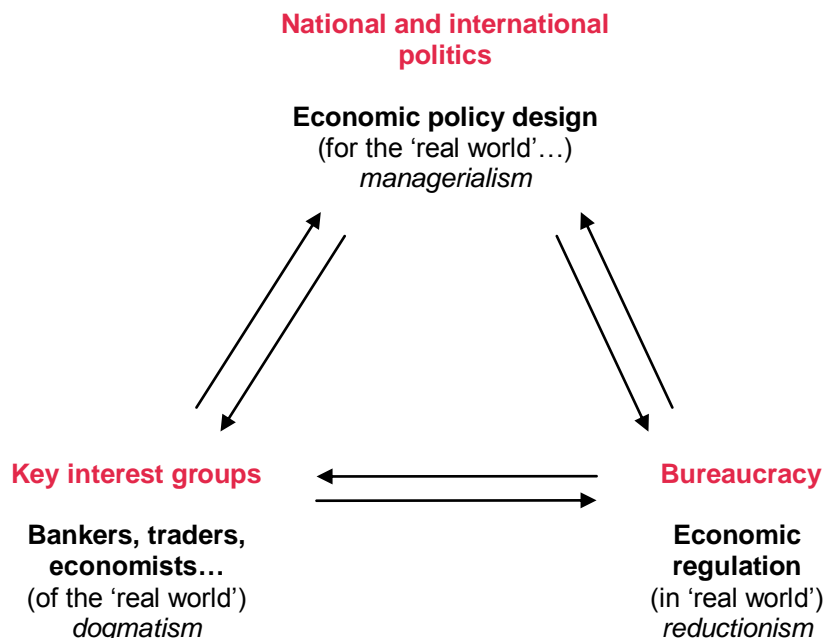 National and international
politics
Economic policy design
(for the ‘real world’…)
managerialism
Key interest groups
Bankers, traders,
economists…
(of the ‘real world’)
dogmatism
Bureaucracy
Economic
regulation
(in ‘real world’)
reductionism